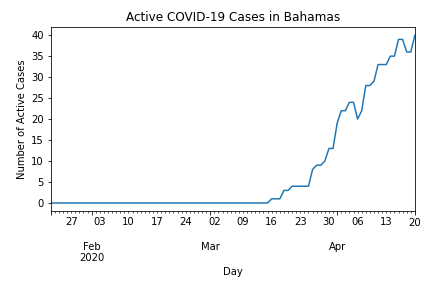 Active COVID-19 Cases in Bahamas
Number of Active Cases
40
35
30
25
20
15
10
5
0
27 03 10 17 24 02 09 16 23 30 06 13 20
Feb Mar Apr
2020
Day